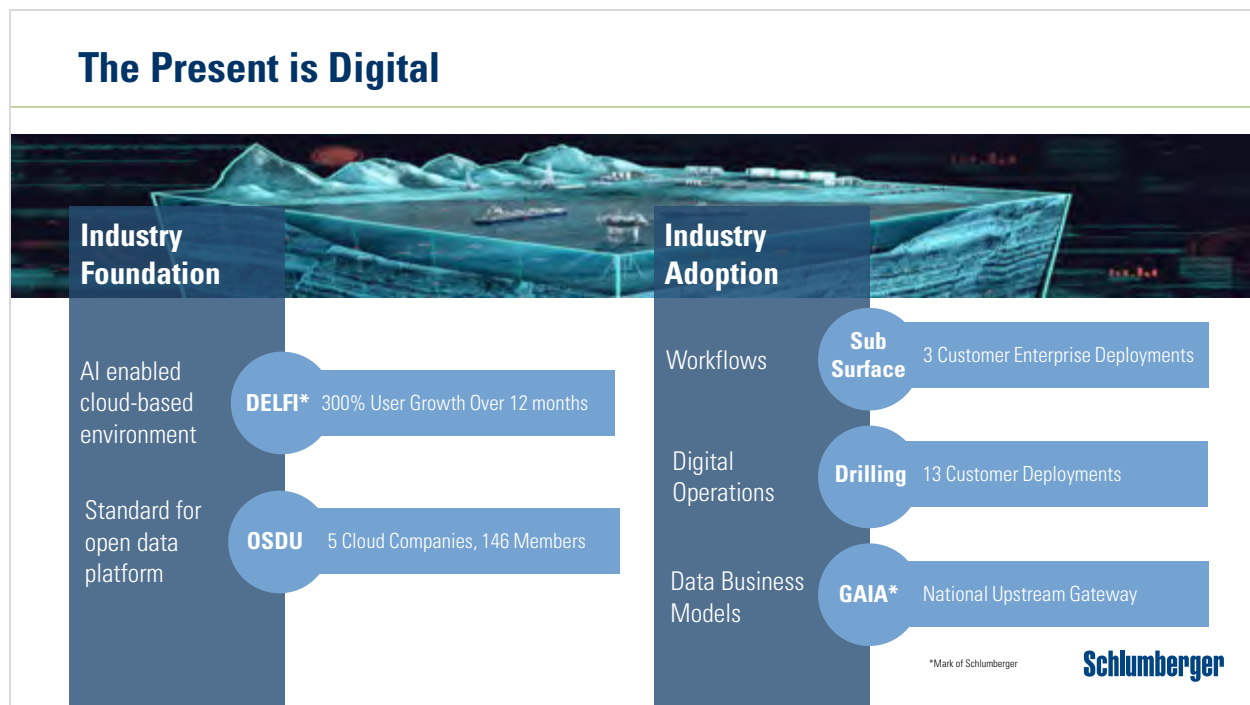 The Present is Digital
Industry
Foundation
AI enabled
cloud-based
environment
DELFI*
300% User Growth Over 12 months
Standard for
open data
platform
OSDU
5 Cloud Companies, 146 Members
Industry
Adoption
Workflows
Sub
Surface
3 Customer Enterprise Deployments
Digital
Operations
Drilling
13 Customer Deployments
Data Business
Models
GAIA*
National Upstream Gateway
*Mark of Schlumberger
Schlumberger